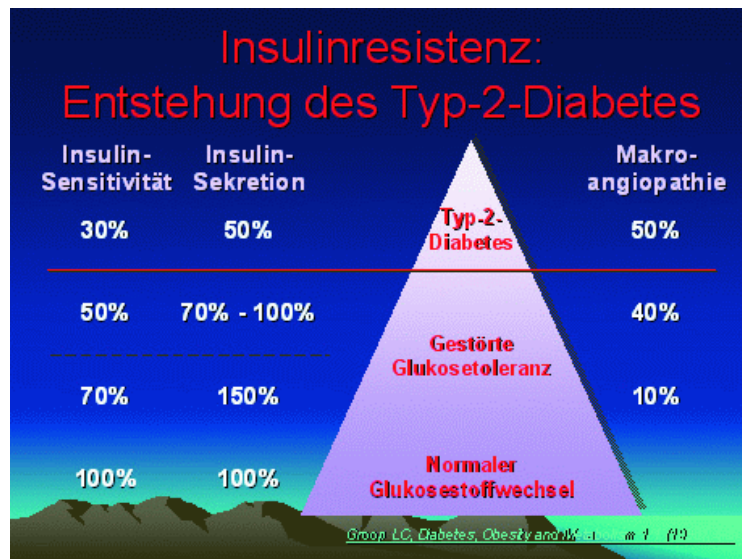 Insulinresistenz:
Entstehung des Typ-2-Diabetes
Insulin-
Sensitivität
Insulin-
Sekretion
Makro-
angiopathie
30%
50%
Typ-2-
Diabetes
50%
50%
70% - 100%
40%
Gestörte
Glukosetoleranz
70%
150%
10%
100%
100%
Normaler
Glukosestoffwechsel
Groop LC, Diabetes, Obesity and